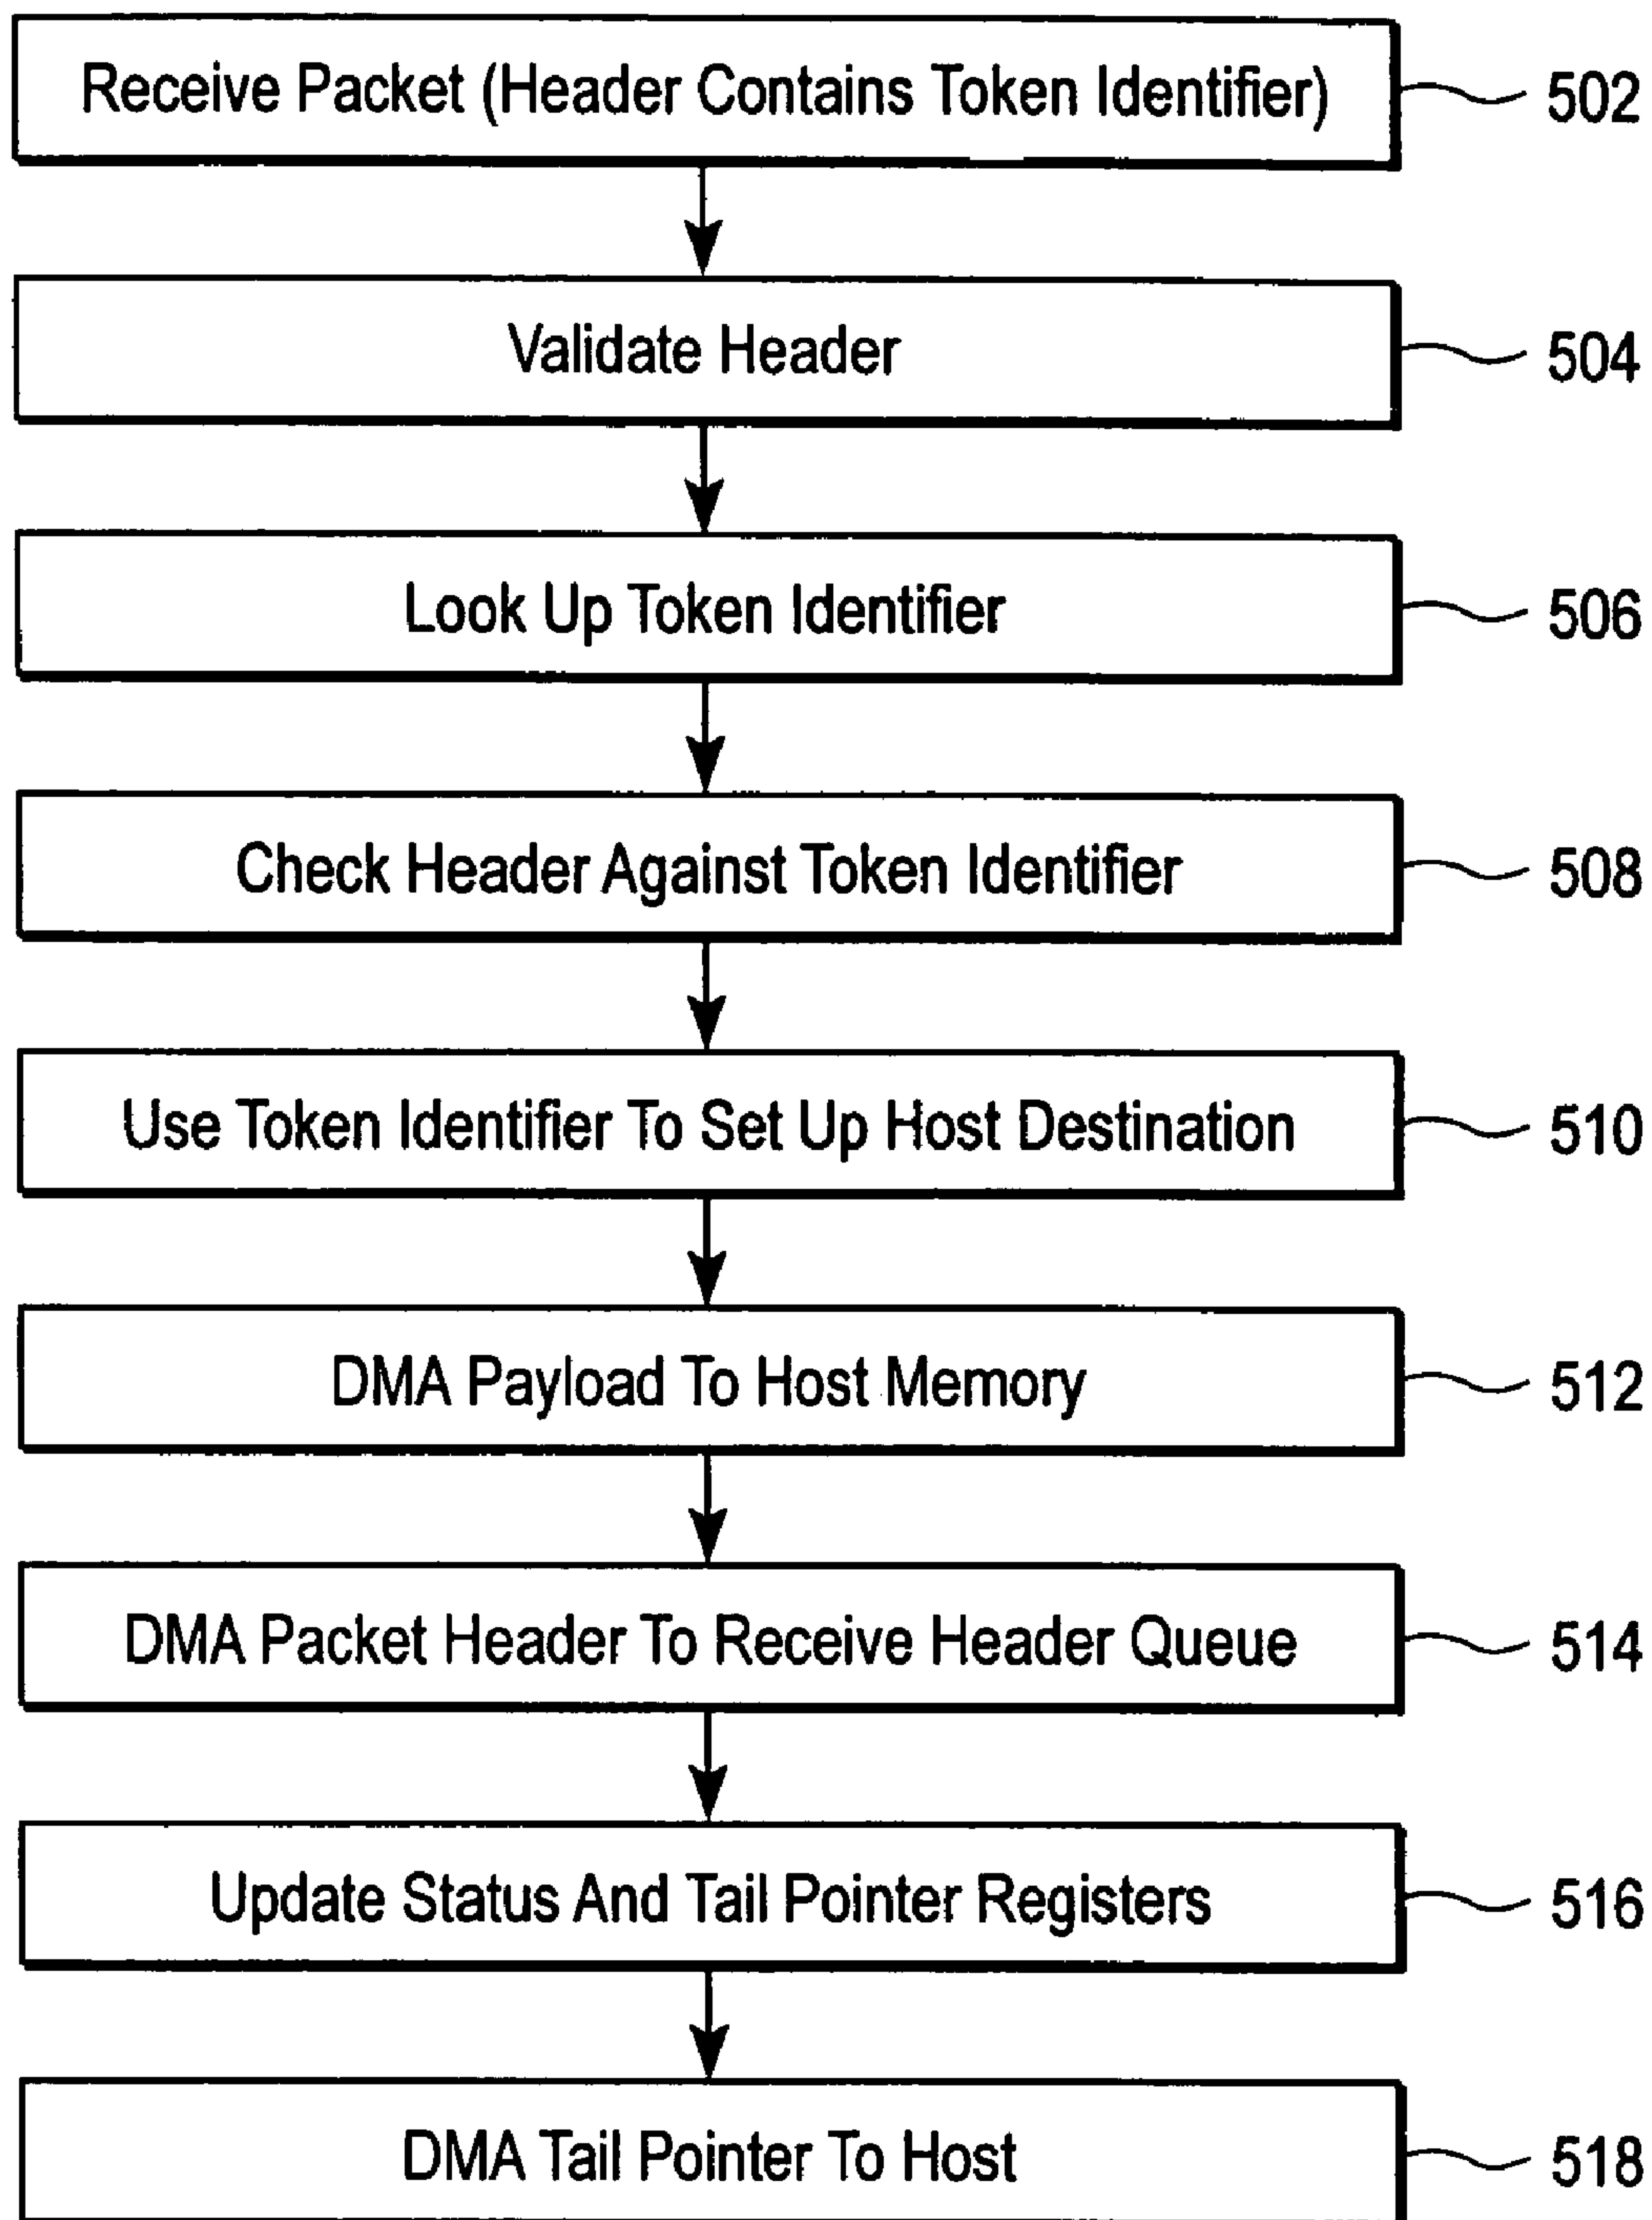 Receive Packet (Header Contains Token Identifier) 502
Validate Header 504
Look Up Token Identifier 506
Check Header Against Token Identifier 508
Use Token Identifier To Set Up Host Destination 510
DMA Payload To Host Memory 512
DMA Packet Header To Receive Header Queue 514
Update Status And Tail Pointer Registers 516
DMA Tail Pointer To Host 518